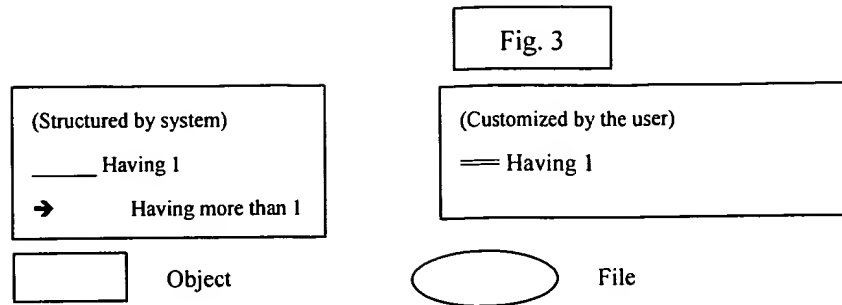 Fig. 3
(Structured by system)
______ Having 1
➔ Having more than 1
(Customized by the user)
═══ Having 1
Object
File